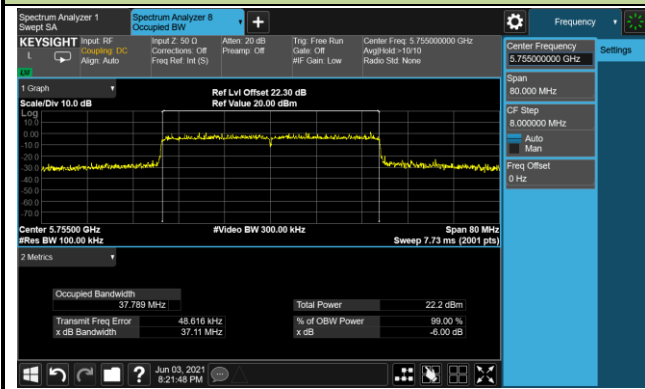 Spectrum Analyzer 1
Swept SA
Spectrum Analyzer 8
Occupied BW
+
Frequency
KEYSIGHT
L
LM
Input: RF
Coupling: DC
Align: Auto
Input Z: 50 Ω
Corrections: Off
Freq Ref: Int (S)
Atten: 20 dB
Preamp: Off
Trig: Free Run
Gate: Off
#IF Gain: Low
Center Freq: 5.755000000 GHz
Avg|Hold:>10/10
Radio Std: None
1 Graph
Scale/Div 10.0 dB
Ref Lvl Offset 22.30 dB
Ref Value 20.00 dBm
Log
10.0
0.00
-10.0
-20.0
-30.0
-40.0
-50.0
-60.0
-70.0
Center 5.75500 GHz
#Res BW 100.00 kHz
#Video BW 300.00 kHz
Span 80 MHz
Sweep 7.73 ms (2001 pts)
2 Metrics
Occupied Bandwidth
37.789 MHz
Total Power 22.2 dBm
Transmit Freq Error 48.616 kHz
% of OBW Power 99.00 %
x dB Bandwidth 37.11 MHz
x dB -6.00 dB
Center Frequency
5.755000000 GHz
Settings
Span
80.000 MHz
CF Step
8.000000 MHz
Auto
Man
Freq Offset
0 Hz
?
Jun 03, 2021
8:21:48 PM